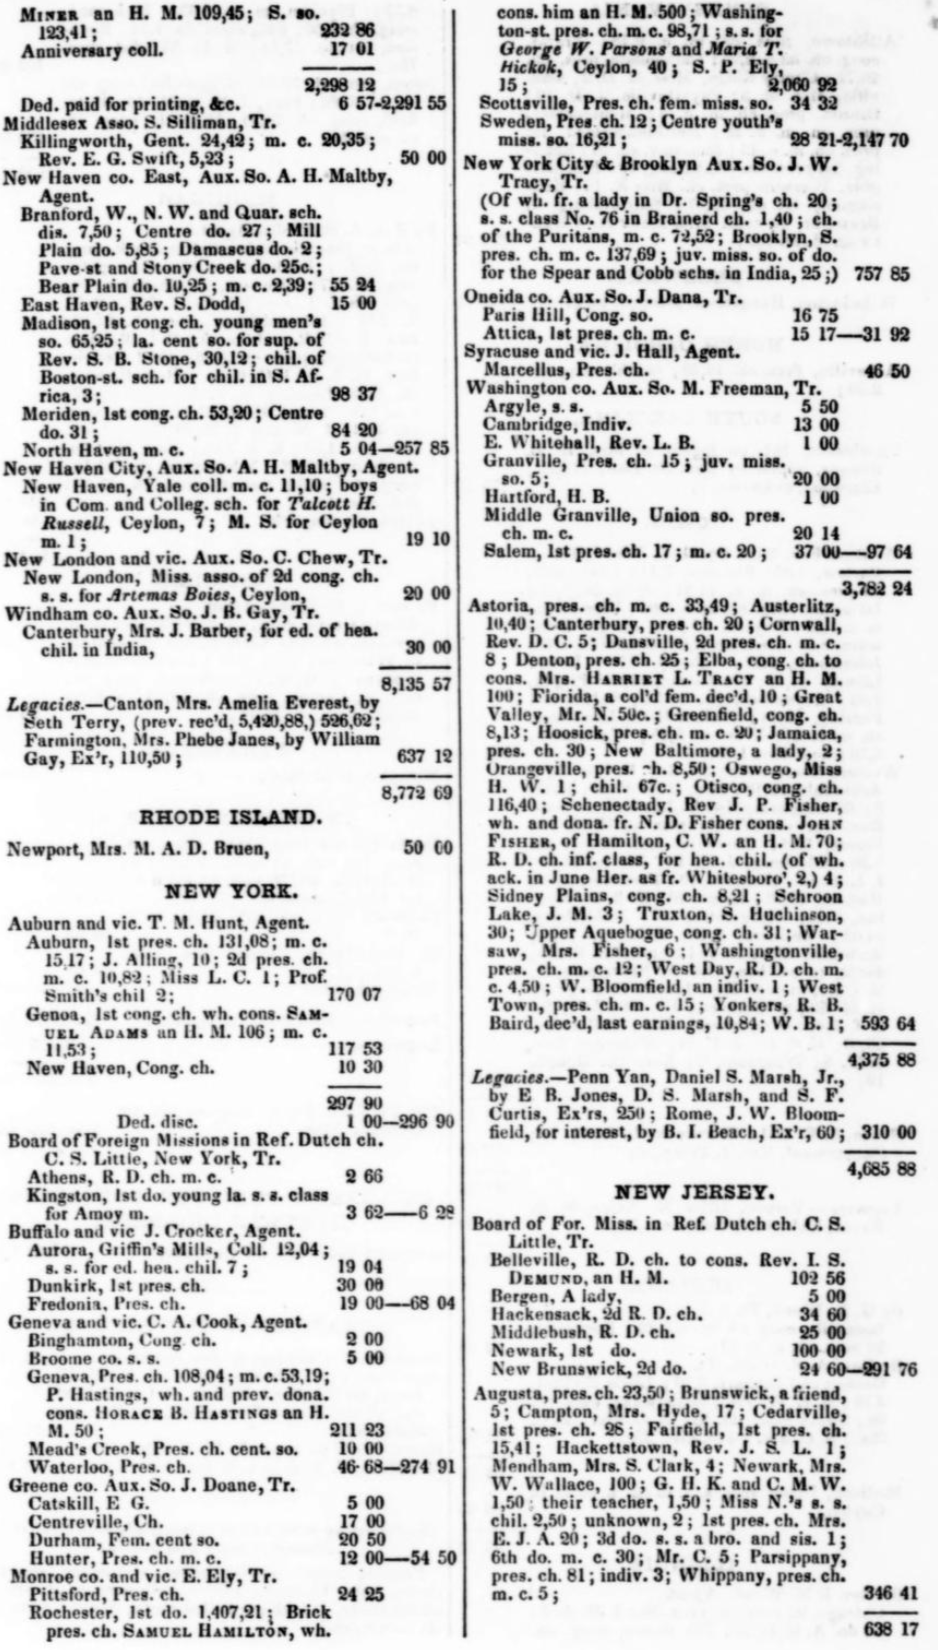 MINER an H. M. 109,45; S. so.
123,41; 232 86
Anniversary coll. 17 01
2,298 12
Ded. paid for printing, &c. 6 57-2,291 55
Middlesex Asso. S. Silliman, Tr.
Killingworth, Gent. 24,42; m. c. 20,35;
Rev. E. G. Swift, 5,23; 50 00
New Haven co. East, Aux. So. A. H. Maltby,
Agent.
Branford, W., N. W. and Quar. sch.
dis. 7,50; Centre do. 27; Mill
Plain do. 5,85; Damascus do. 2;
Pave-st and Stony Creek do. 25c.;
Bear Plain do. 10,25; m. c. 2,39; 55 24
East Haven, Rev. S. Dodd, 15 00
Madison, 1st cong. ch. young men's
so. 65,25; la. cent so. for sup. of
Rev. S. B. Stone, 30,12; chil. of
Boston-st. sch. for chil. in S. Af-
rica, 3; 98 37
Meriden, 1st cong. ch. 53,20; Centre
do. 31; 84 20
North Haven, m. c. 5 04—257 85
New Haven City, Aux. So. A. H. Maltby, Agent.
New Haven, Yale coll. m. c. 11,10; boys
in Com. and Colleg. sch. for Talcott H.
Russell, Ceylon, 7; M. S. for Ceylon
m. 1; 19 10
New London and vic. Aux. So. C. Chew, Tr.
New London, Miss. asso. of 2d cong. ch.
s. s. for Artemas Boies, Ceylon, 20 00
Windham co. Aux. So. J. B. Gay, Tr.
Canterbury, Mrs. J. Barber, for ed. of hea.
chil. in India, 30 00
8,135 57
Legacies.—Canton, Mrs. Amelia Everest, by
Seth Terry, (prev. rec'd, 5,420,88,) 526,62;
Farmington, Mrs. Phebe Janes, by William
Gay, Ex'r, 110,50; 637 12
8,772 69
RHODE ISLAND.
Newport, Mrs. M. A. D. Bruen, 50 00
NEW YORK.
Auburn and vic. T. M. Hunt, Agent.
Auburn, 1st pres. ch. 131,08; m. c.
15,17; J. Alling, 10; 2d pres. ch.
m. c. 10,82; Miss L. C. 1; Prof.
Smith's chil 2; 170 07
Genoa, 1st cong. ch. wh. cons. SAM-
UEL ADAMS an H. M. 106; m. c.
11,53; 117 53
New Haven, Cong. ch. 10 30
297 90
Ded. disc. 1 00—296 90
Board of Foreign Missions in Ref. Dutch ch.
C. S. Little, New York, Tr.
Athens, R. D. ch. m. c. 2 66
Kingston, 1st do. young la. s. s. class
for Amoy m. 3 62——6 28
Buffalo and vic J. Crocker, Agent.
Aurora, Griffin's Mills, Coll. 12,04;
s. s. for ed. hea. chil. 7; 19 04
Dunkirk, 1st pres. ch. 30 00
Fredonia, Pres. ch. 19 00——68 04
Geneva and vic. C. A. Cook, Agent.
Binghamton, Cong ch. 2 00
Broome co. s. s. 5 00
Geneva, Pres. ch. 108,04; m. c. 53,19;
P. Hastings, wh. and prev. dona.
cons. HORACE B. HASTINGS an H.
M. 50; 211 23
Mead's Creek, Pres. ch. cent. so. 10 00
Waterloo, Pres. ch. 46 68—274 91
Greene co. Aux. So. J. Doane, Tr.
Catskill, E G. 5 00
Centreville, Ch. 17 00
Durham, Fem. cent so. 20 50
Hunter, Pres. ch. m. c. 12 00——54 50
Monroe co. and vic. E. Ely, Tr.
Pittsford, Pres. ch. 24 25
Rochester, 1st do. 1,407,21; Brick
pres. ch. SAMUEL HAMILTON, wh.
cons. him an H. M. 500; Washing-
ton-st. pres. ch. m. c. 98,71; s. s. for
George W. Parsons and Maria T.
Hickok, Ceylon, 40; S. P. Ely,
15; 2,060 92
Scottsville, Pres. ch. fem. miss. so. 34 32
Sweden, Pres. ch. 12; Centre youth's
miss. so. 16,21; 28 21-2,147 70
New York City & Brooklyn Aux. So. J. W.
Tracy, Tr.
(Of wh. fr. a lady in Dr. Spring's ch. 20;
s. s. class No. 76 in Brainerd ch. 1,40; ch.
of the Puritans, m. c. 72,52; Brooklyn, S.
pres. ch. m. c. 137,69; juv. miss. so. of do.
for the Spear and Cobb schs. in India, 25;) 757 85
Oneida co. Aux. So. J. Dana, Tr.
Paris Hill, Cong. so. 16 75
Attica, 1st pres. ch. m. c. 15 17—31 92
Syracuse and vic. J. Hall, Agent.
Marcellus, Pres. ch. 46 50
Washington co. Aux. So. M. Freeman, Tr.
Argyle, s. s. 5 50
Cambridge, Indiv. 13 00
E. Whitehall, Rev. L. B. 1 00
Granville, Pres. ch. 15; juv. miss.
so. 5; 20 00
Hartford, H. B. 1 00
Middle Granville, Union so. pres.
ch. m. c. 20 14
Salem, 1st pres. ch. 17; m. c. 20; 37 00——97 64
3,782 24
Astoria, pres. ch. m. c. 33,49; Austerlitz,
10,40; Canterbury, pres. ch. 20; Cornwall,
Rev. D. C. 5; Dansville, 2d pres. ch. m. c.
8; Denton, pres. ch. 25; Elba, cong. ch. to
cons. Mrs. HARRIET L. TRACY an H. M.
100; Florida, a col'd fem. dec'd, 10; Great
Valley, Mr. N. 50c.; Greenfield, cong. ch.
8,13; Hoosick, pres. ch. m. c. 20; Jamaica,
pres. ch. 30; New Baltimore, a lady, 2;
Orangeville, pres. ch. 8,50; Oswego, Miss
H. W. 1; chil. 67c.; Otisco, cong. ch.
116,40; Schenectady, Rev J. P. Fisher,
wh. and dona. fr. N. D. Fisher cons. JOHN
FISHER, of Hamilton, C. W. an H. M. 70;
R. D. ch. inf. class, for hea. chil. (of wh.
ack. in June Her. as fr. Whitesboro', 2,) 4;
Sidney Plains, cong. ch. 8,21; Schroon
Lake, J. M. 3; Truxton, S. Huchinson,
30; Upper Aquebogue, cong. ch. 31; War-
saw, Mrs. Fisher, 6; Washingtonville,
pres. ch. m. c. 12; West Day, R. D. ch. m.
c. 4,50; W. Bloomfield, an indiv. 1; West
Town, pres. ch. m. c. 15; Yonkers, R. B.
Baird, dec'd, last earnings, 10,84; W. B. 1; 593 64
4,375 88
Legacies.—Penn Yan, Daniel S. Marsh, Jr.,
by E B. Jones, D. S. Marsh, and S. F.
Curtis, Ex'rs, 250; Rome, J. W. Bloom-
field, for interest, by B. I. Beach, Ex'r, 60; 310 00
4,685 88
NEW JERSEY.
Board of For. Miss. in Ref. Dutch ch. C. S.
Little, Tr.
Belleville, R. D. ch. to cons. Rev. I. S.
DEMUND, an H. M. 102 56
Bergen, A lady, 5 00
Hackensack, 2d R. D. ch. 34 60
Middlebush, R. D. ch. 25 00
Newark, 1st do. 100 00
New Brunswick, 2d do. 24 60—291 76
Augusta, pres. ch. 23,50; Brunswick, a friend,
5; Campton, Mrs. Hyde, 17; Cedarville,
1st pres. ch. 28; Fairfield, 1st pres. ch.
15,41; Hackettstown, Rev. J. S. L. 1;
Mendham, Mrs. S. Clark, 4; Newark, Mrs.
W. Wallace, 100; G. H. K. and C. M. W.
1,50; their teacher, 1,50; Miss N.'s s. s.
chil. 2,50; unknown, 2; 1st pres. ch. Mrs.
E. J. A. 20; 3d do. s. s. a bro. and sis. 1;
6th do. m. c. 30; Mr. C. 5; Parsippany,
pres. ch. 81; indiv. 3; Whippany, pres. ch.
m. c. 5; 346 41
638 17